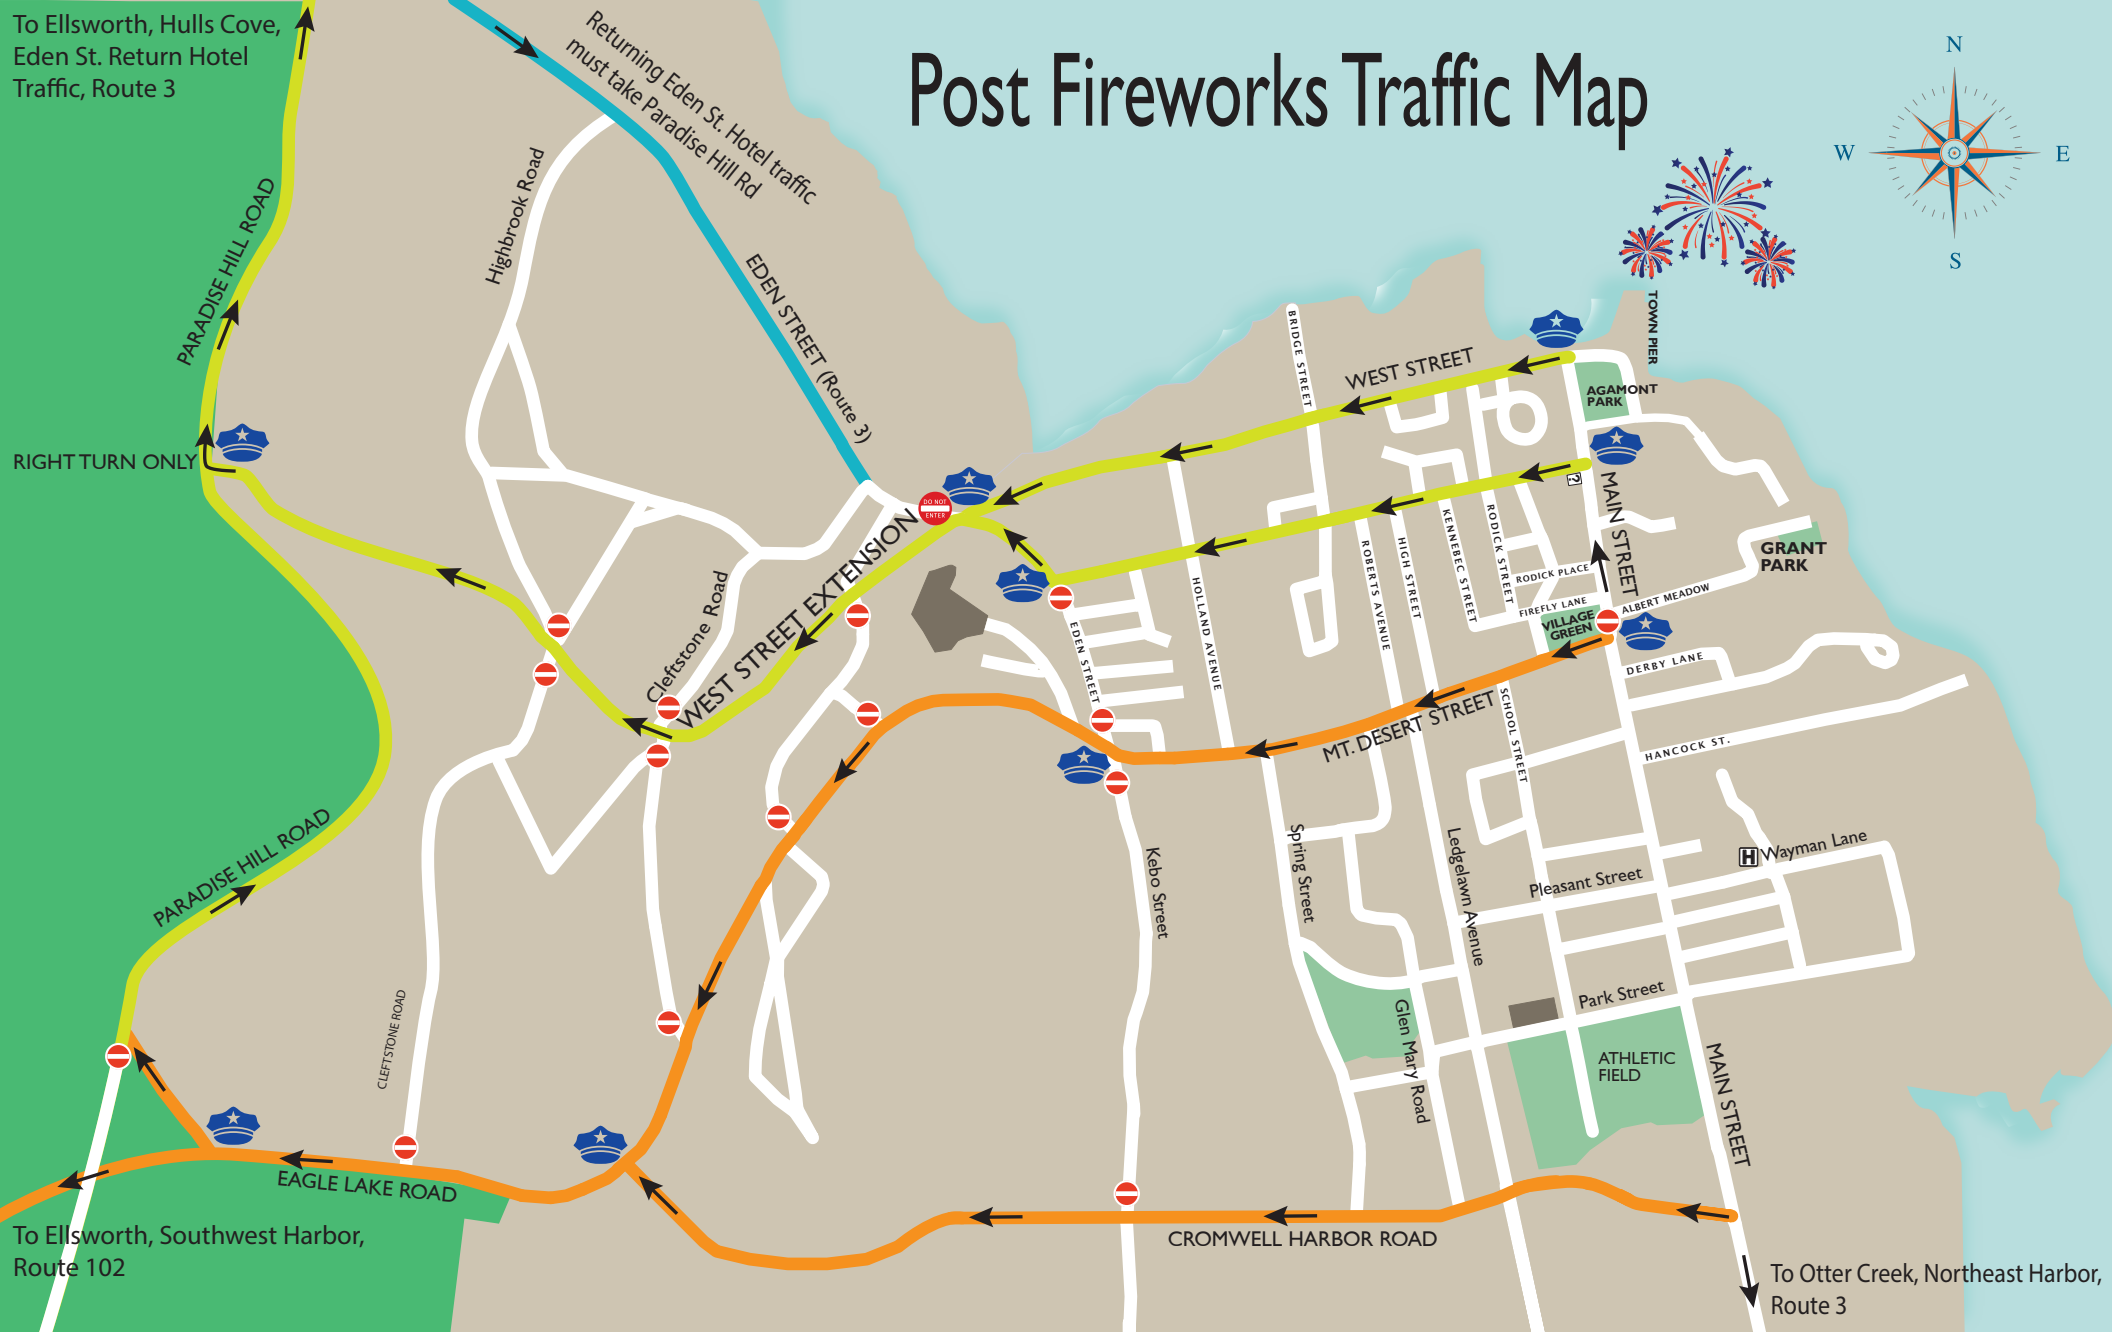 To Ellsworth, Hulls Cove,
Eden St. Return Hotel
Traffic, Route 3
Post Fireworks Traffic Map
N
W
E
S
Returning Eden St. Hotel traffic
must take Paradise Hill Rd
Highbrook Road
PARADISE HILL ROAD
EDEN STREET (Route 3)
TOWN PIER
BRIDGE STREET
WEST STREET
AGAMONT
PARK
RIGHT TURN ONLY
DO NOT
ENTER
?
MAIN STREET
WEST STREET EXTENSION
GRANT
PARK
KENNEBEC STREET
RODICK STREET
ROBERTS AVENUE
HIGH STREET
HOLLAND AVENUE
RODICK PLACE
FIREFLY LANE
ALBERT MEADOW
VILLAGE
GREEN
EDEN STREET
Cleftstone Road
DERBY LANE
MT. DESERT STREET
SCHOOL STREET
HANCOCK ST.
PARADISE HILL ROAD
Kebo Street
Spring Street
Ledgelawn Avenue
H
Wayman Lane
Pleasant Street
CLEFTSTONE ROAD
Glen Mary Road
Park Street
ATHLETIC
FIELD
MAIN STREET
EAGLE LAKE ROAD
To Ellsworth, Southwest Harbor,
Route 102
CROMWELL HARBOR ROAD
To Otter Creek, Northeast Harbor,
Route 3